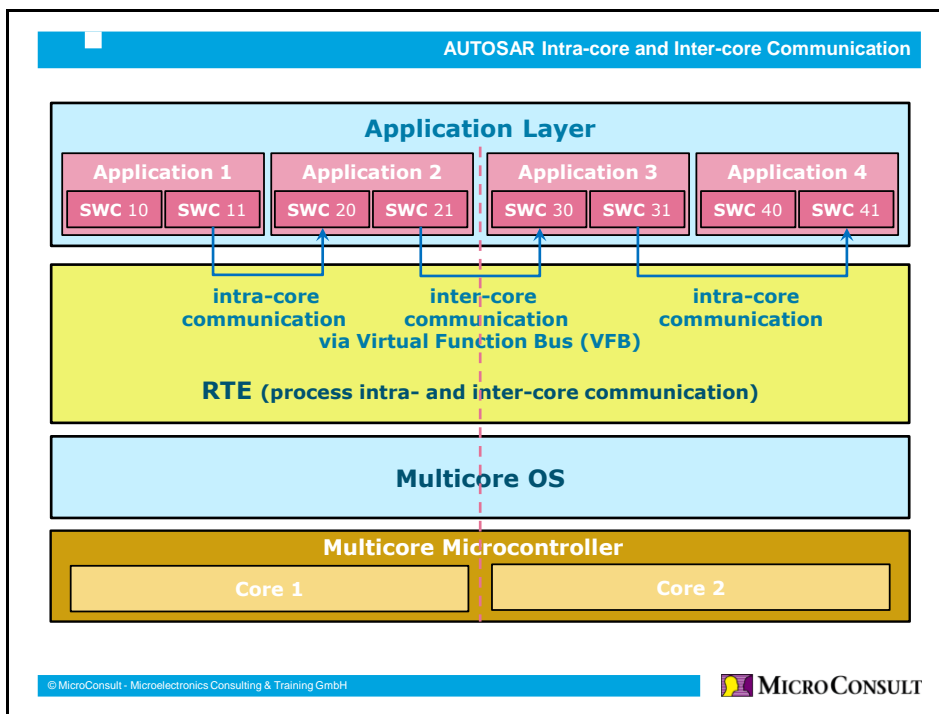 AUTOSAR Intra-core and Inter-core Communication
Application Layer
Application 1
Application 2
Application 3
Application 4
SWC 10
SWC 11
SWC 20
SWC 21
SWC 30
SWC 31
SWC 40
SWC 41
intra-core
communication
inter-core
communication
via Virtual Function Bus (VFB)
intra-core
communication
RTE (process intra- and inter-core communication)
Multicore OS
Multicore Microcontroller
Core 1
Core 2
© MicroConsult - Microelectronics Consulting & Training GmbH
MICROCONSULT